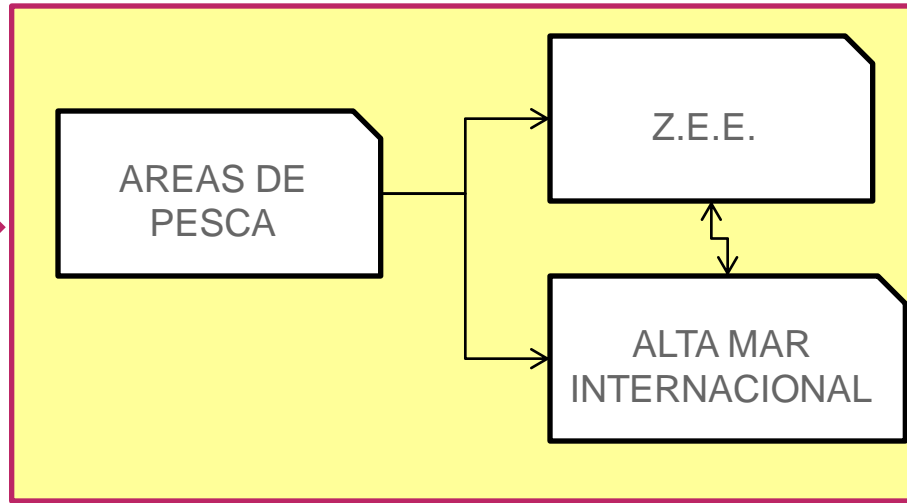 AREAS DE
PESCA
Z.E.E.
ALTA MAR
INTERNACIONAL